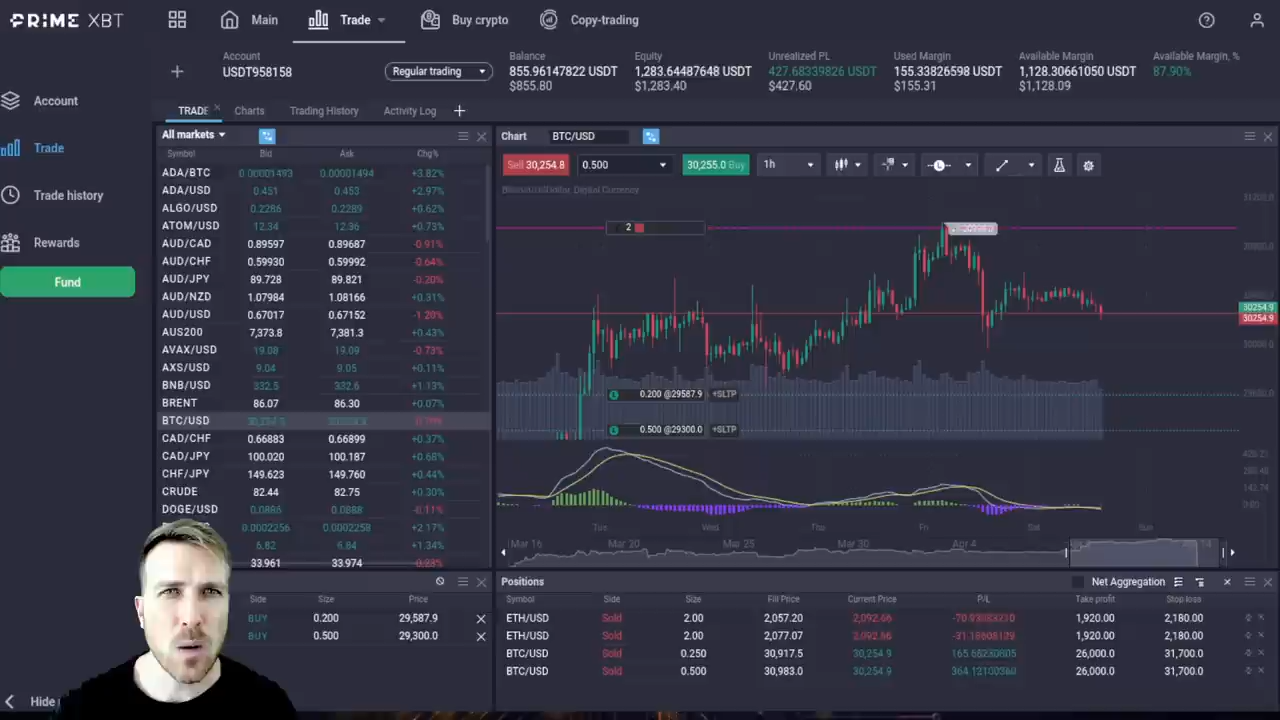 PRIME XBT
Main
Trade
Buy crypto
Copy-trading
Account
USDT958158
Regular trading
Balance
855.96147822 USDT
$855.80
Equity
1,283.64487648 USDT
$1,283.40
Unrealized PL
427.68339826 USDT
$427.60
Used Margin
155.33826598 USDT
$155.31
Available Margin
1,128.30661050 USDT
$1,128.09
Available Margin, %
87.90%
Account
Trade
Trade history
Rewards
Fund
Hide
TRADE
Charts
Trading History
Activity Log
All markets
Symbol Bid Ask Chg%
ADA/BTC 0.00001493 0.00001494 +3.82%
ADA/USD 0.451 0.453 +2.97%
ALGO/USD 0.2286 0.2289 +0.62%
ATOM/USD 12.34 12.36 +0.73%
AUD/CAD 0.89597 0.89687 -0.91%
AUD/CHF 0.59930 0.59992 -0.64%
AUD/JPY 89.728 89.821 -0.20%
AUD/NZD 1.07984 1.08166 +0.31%
AUD/USD 0.67017 0.67152 -1.20%
AUS200 7,373.8 7,381.3 +0.43%
AVAX/USD 19.08 19.09 -0.73%
AXS/USD 9.04 9.05 +0.11%
BNB/USD 332.5 332.6 +1.13%
BRENT 86.07 86.30 +0.07%
BTC/USD
CAD/CHF 0.66883 0.66899 +0.37%
CAD/JPY 100.020 100.187 +0.68%
CHF/JPY 149.623 149.760 +0.44%
CRUDE 82.44 82.75 +0.30%
DOGE/USD 0.0886 0.0888 -0.11%
0.0002256 0.0002258 +2.17%
6.82 6.84 +1.34%
33.961 33.974 -0.23%
Chart BTC/USD
Sell 30,254.8
0.500
30,255.0 Buy
1h
Bitcoin vs Dollar, Digital Currency
2
30254.9
30254.9
0.200 @29587.9 +SLTP
0.500 @29300.0 +SLTP
Tue Wed Thu Fri Sat Sun
Mar 16 Mar 20 Mar 25 Mar 30 Apr 4
Side Size Price
BUY 0.200 29,587.9
BUY 0.500 29,300.0
Positions
Net Aggregation
Symbol Side Size Fill Price Current Price P/L Take profit Stop loss
ETH/USD Sold 2.00 2,057.20 2,092.66 1,920.00 2,180.00
ETH/USD Sold 2.00 2,077.07 2,092.66 1,920.00 2,180.00
BTC/USD Sold 0.250 30,917.5 30,254.9 26,000.0 31,700.0
BTC/USD Sold 0.500 30,983.0 30,254.9 26,000.0 31,700.0